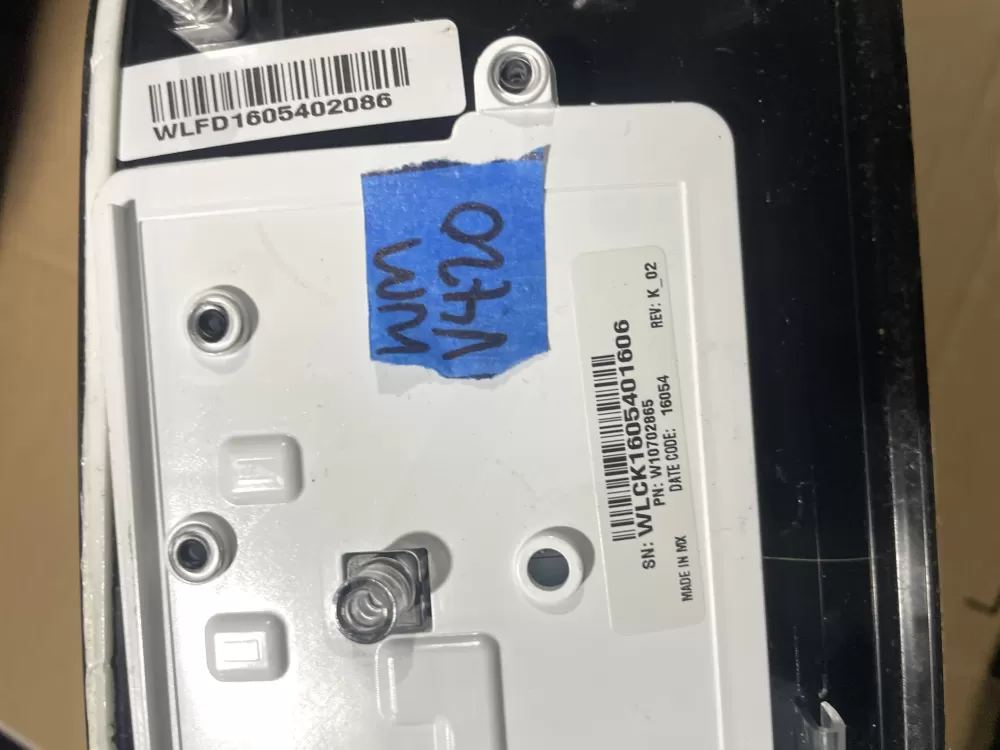 WLFD1605402086
WM
V420
SN: WLCK1605401606
PN: W10702865
DATE CODE: 16054
REV: K_02
MADE IN MX